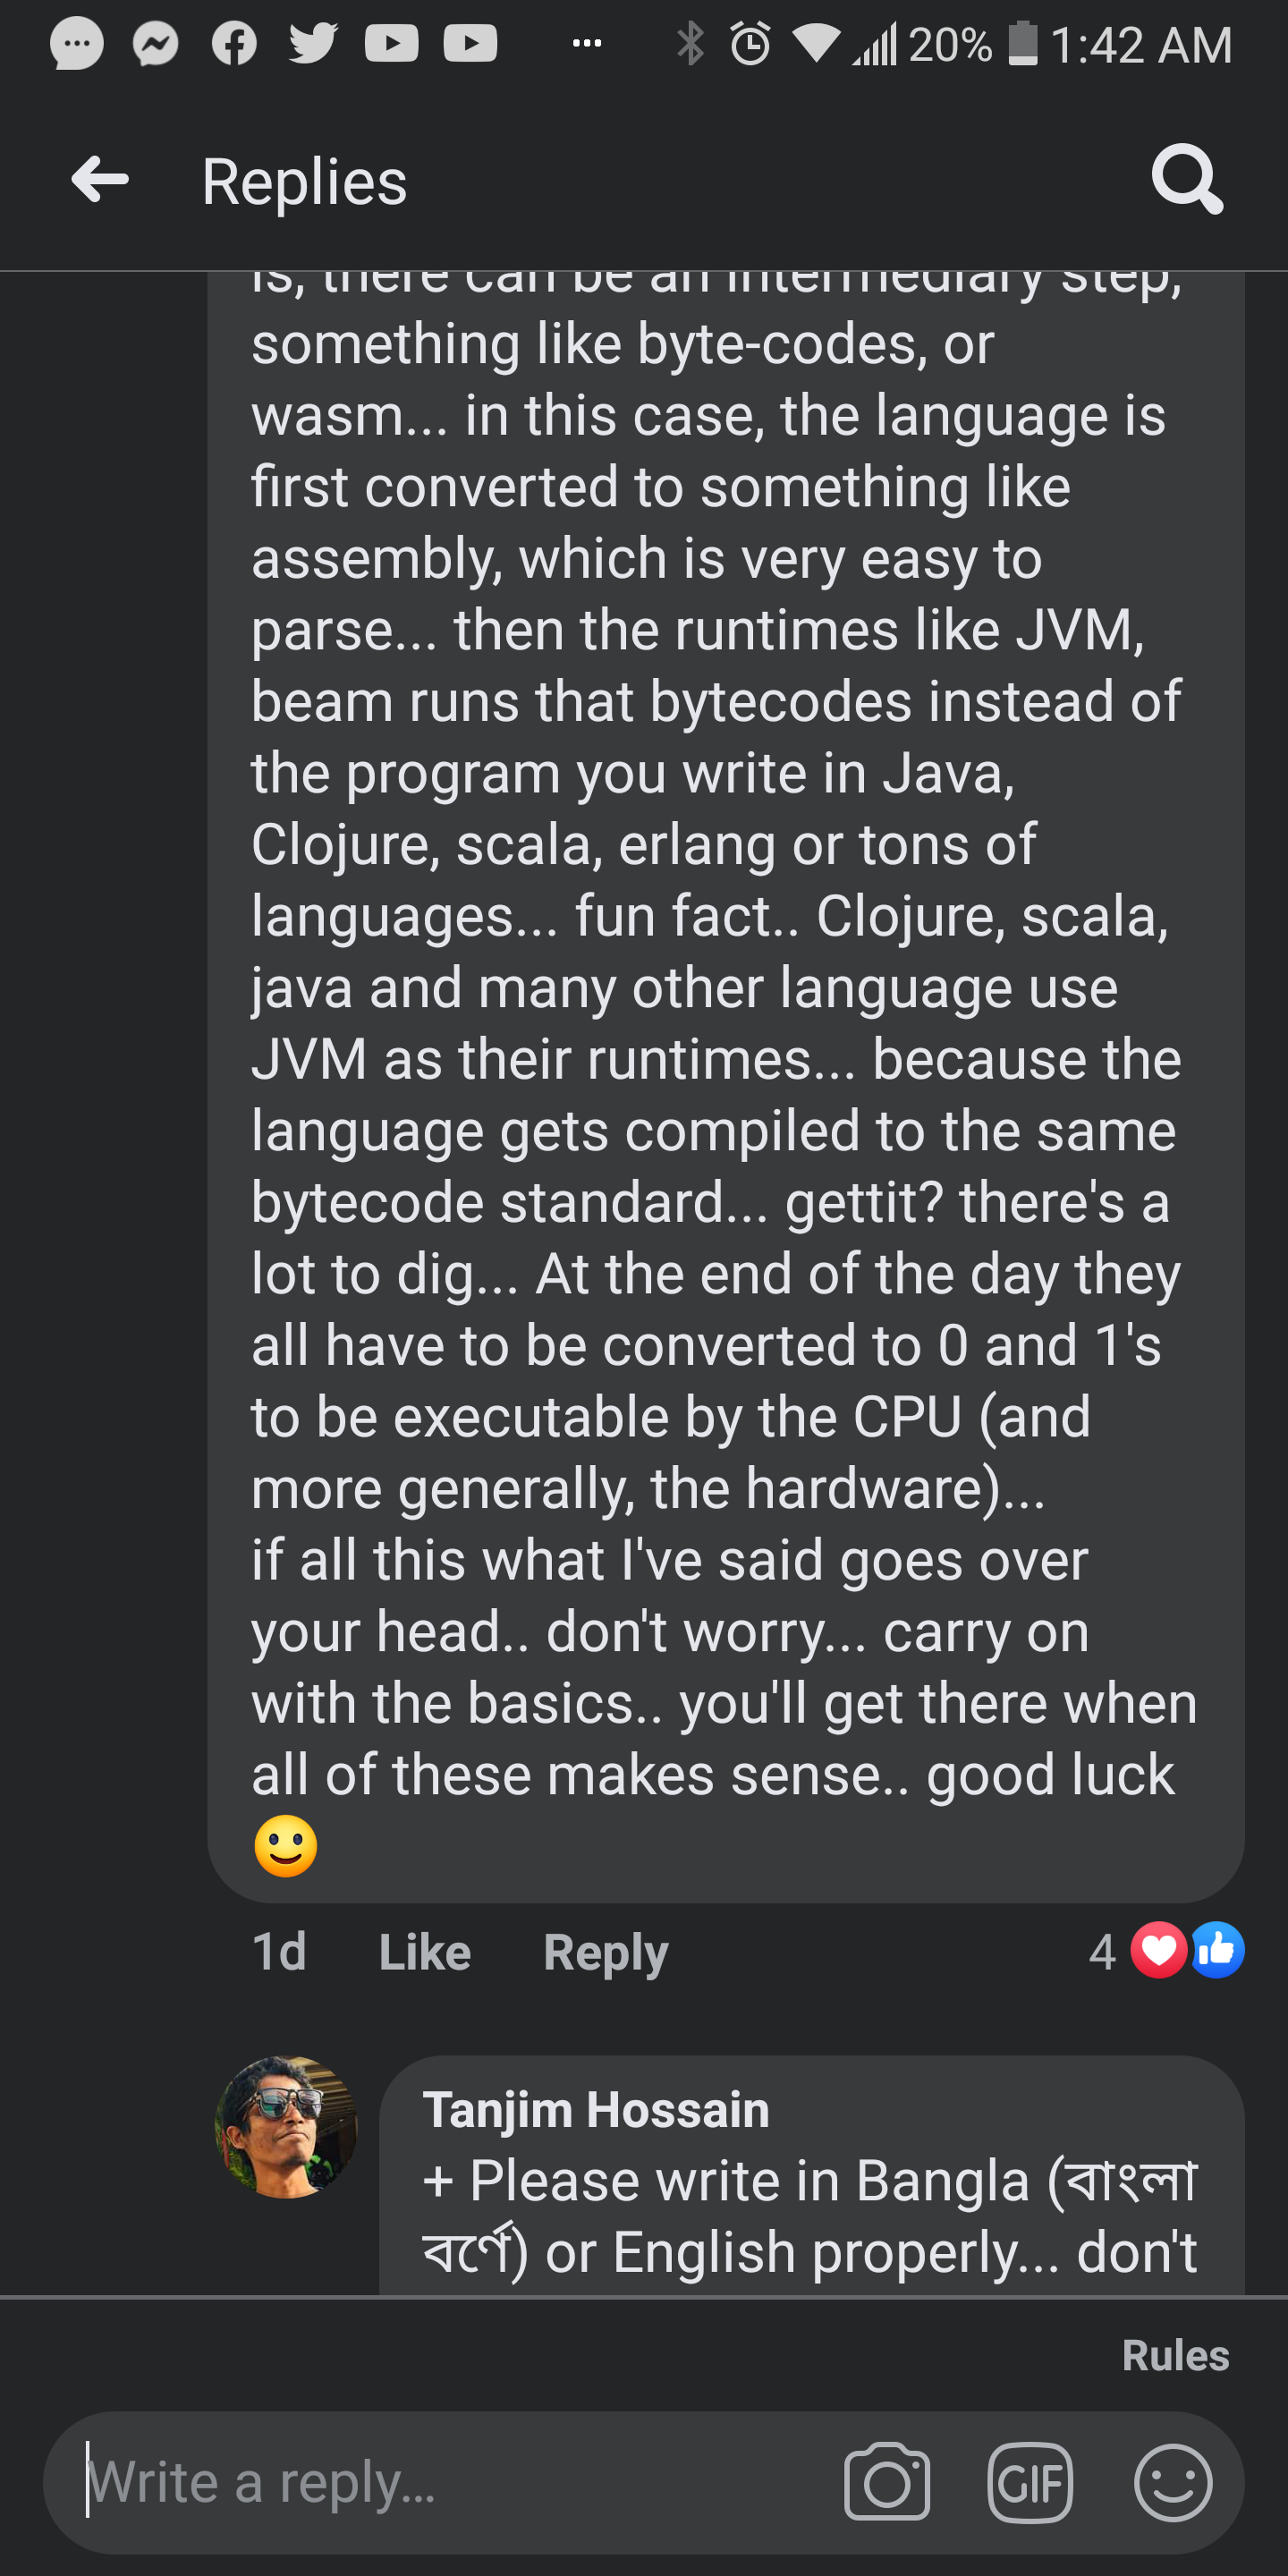 20% 1:42 AM
Replies
is, there can be an intermediary step,
something like byte-codes, or
wasm... in this case, the language is
first converted to something like
assembly, which is very easy to
parse... then the runtimes like JVM,
beam runs that bytecodes instead of
the program you write in Java,
Clojure, scala, erlang or tons of
languages... fun fact.. Clojure, scala,
java and many other language use
JVM as their runtimes... because the
language gets compiled to the same
bytecode standard... gettit? there's a
lot to dig... At the end of the day they
all have to be converted to 0 and 1's
to be executable by the CPU (and
more generally, the hardware)...
if all this what I've said goes over
your head.. don't worry... carry on
with the basics.. you'll get there when
all of these makes sense.. good luck
🙂
1d Like Reply 4
Tanjim Hossain
+ Please write in Bangla (বাংলা
বর্ণে) or English properly... don't
Rules
Write a reply...
GIF